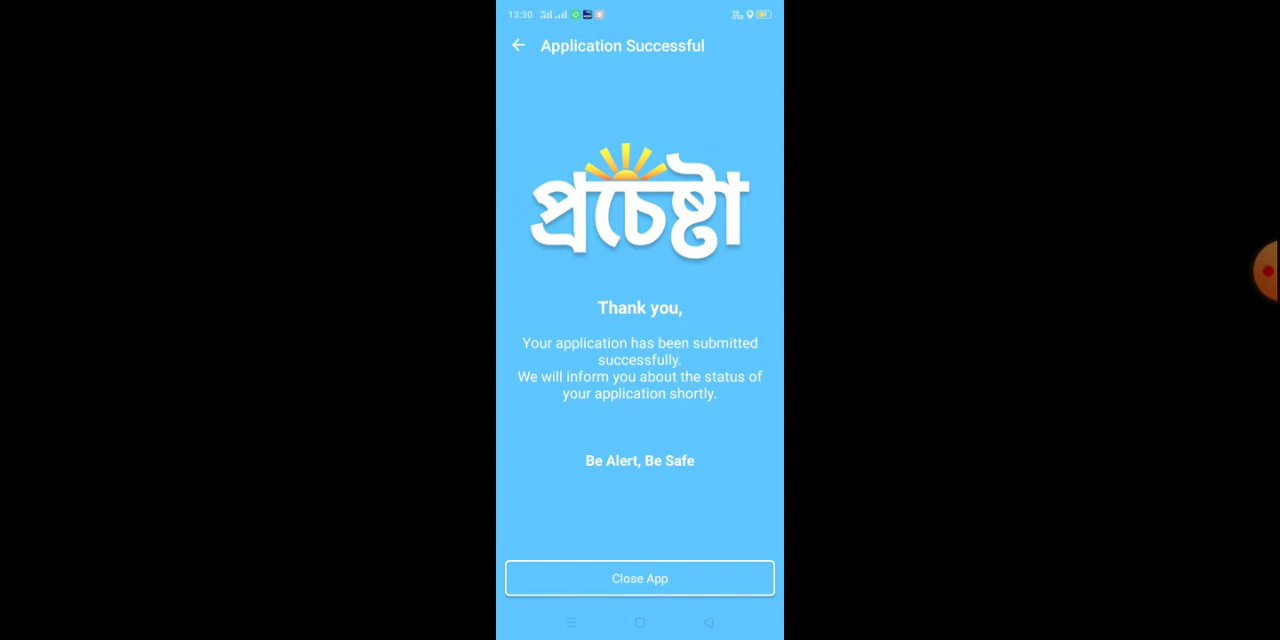 13:30
Application Successful
প্রচেষ্টা
Thank you,
Your application has been submitted
successfully.
We will inform you about the status of
your application shortly.
Be Alert, Be Safe
Close App